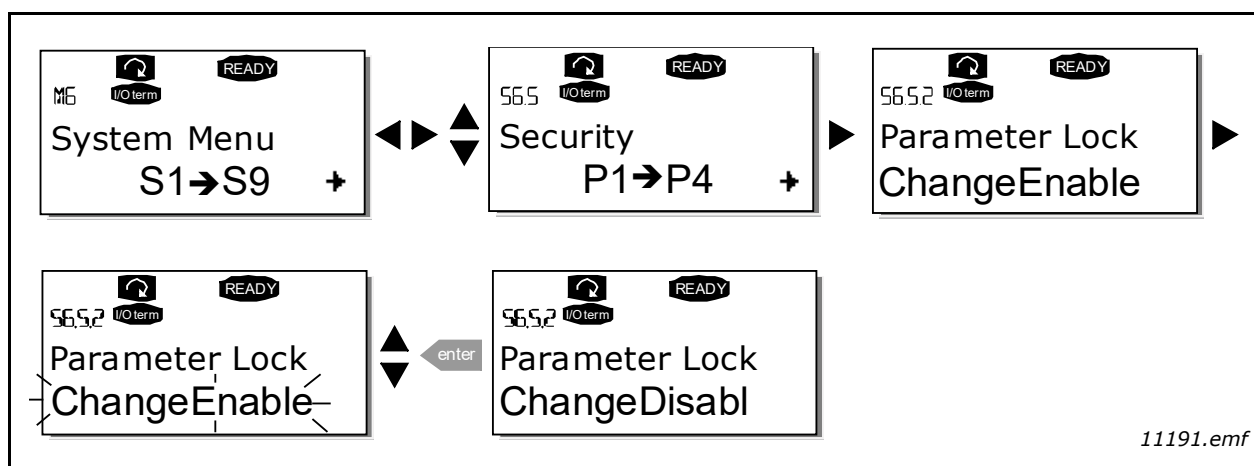 READY
M6 I/O term
System Menu
S1➔S9
READY
S6.5 I/O term
Security
P1➔P4
READY
S6.5.2 I/O term
Parameter Lock
ChangeEnable
READY
S6.5.2 I/O term
Parameter Lock
ChangeEnable
enter
READY
S6.5.2 I/O term
Parameter Lock
ChangeDisabl
11191.emf